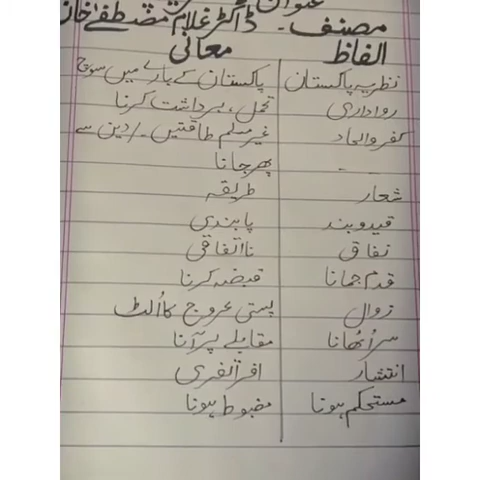 عنوان
مصنف ۔ ڈاکٹر غلام مصطفےٰ خان
الفاظ معانی
نظریہ پاکستان پاکستان کے بارے میں سوچ
رواداری تحمل، برداشت کرنا
کفر والحاد غیر مسلم طاقتیں ۔/دین سے
-- پھر جانا
شعار طریقہ
قیدوبند پابندی
نفاق نااتفاقی
قدم جمانا قبضہ کرنا
زوال پستی عروج کا اُلٹ
سر اُٹھانا مقابلے پر آنا
انتشار افراتفری
مستحکم ہونا مضبوط ہونا